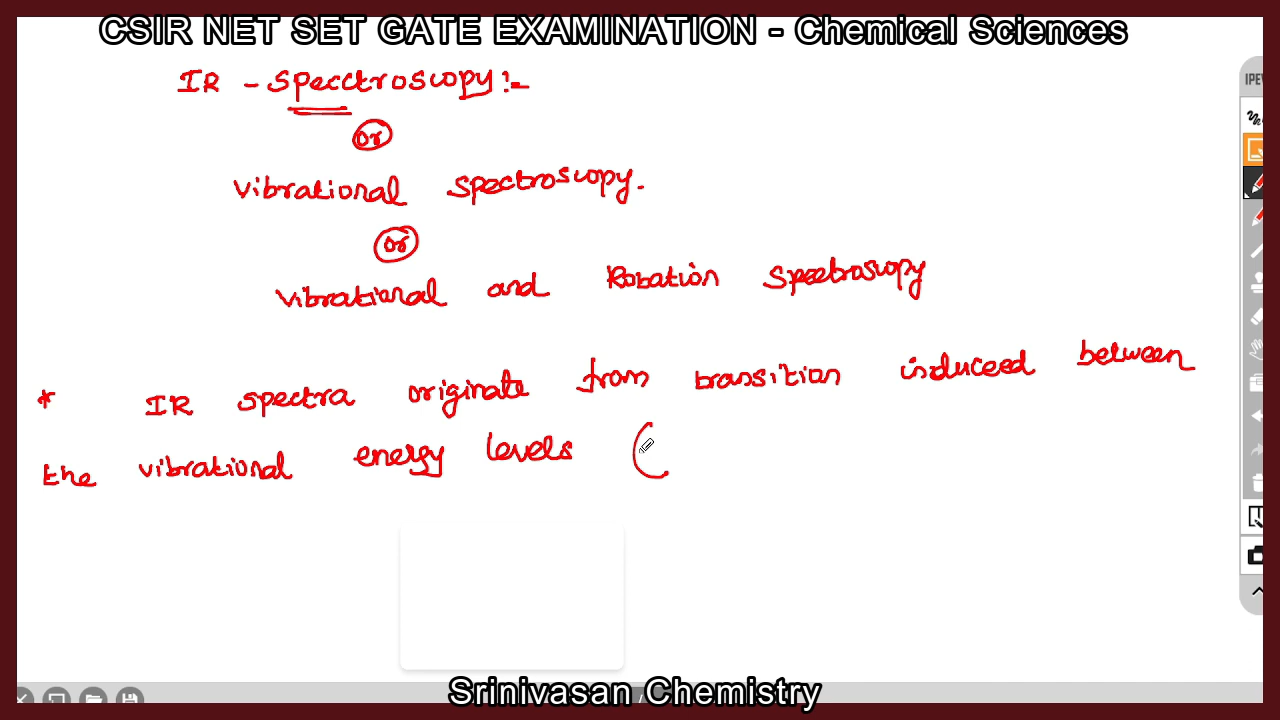 CSIR NET SET GATE EXAMINATION - Chemical Sciences
IR - Specctroscopy :-
or
Vibrational Spectroscopy.
or
Vibrational and Rotation Spectroscopy
* IR spectra originate from transition induceed between
the vibrational energy levels (
Srinivasan Chemistry